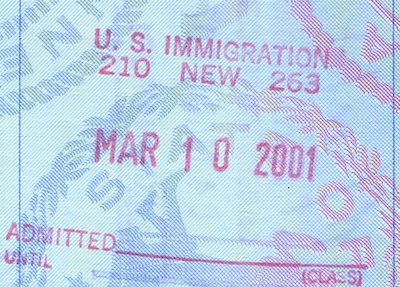 U. S. IMMIGRATION
210 NEW 263
MAR 10 2001
ADMITTED
UNTIL
(CLASS)